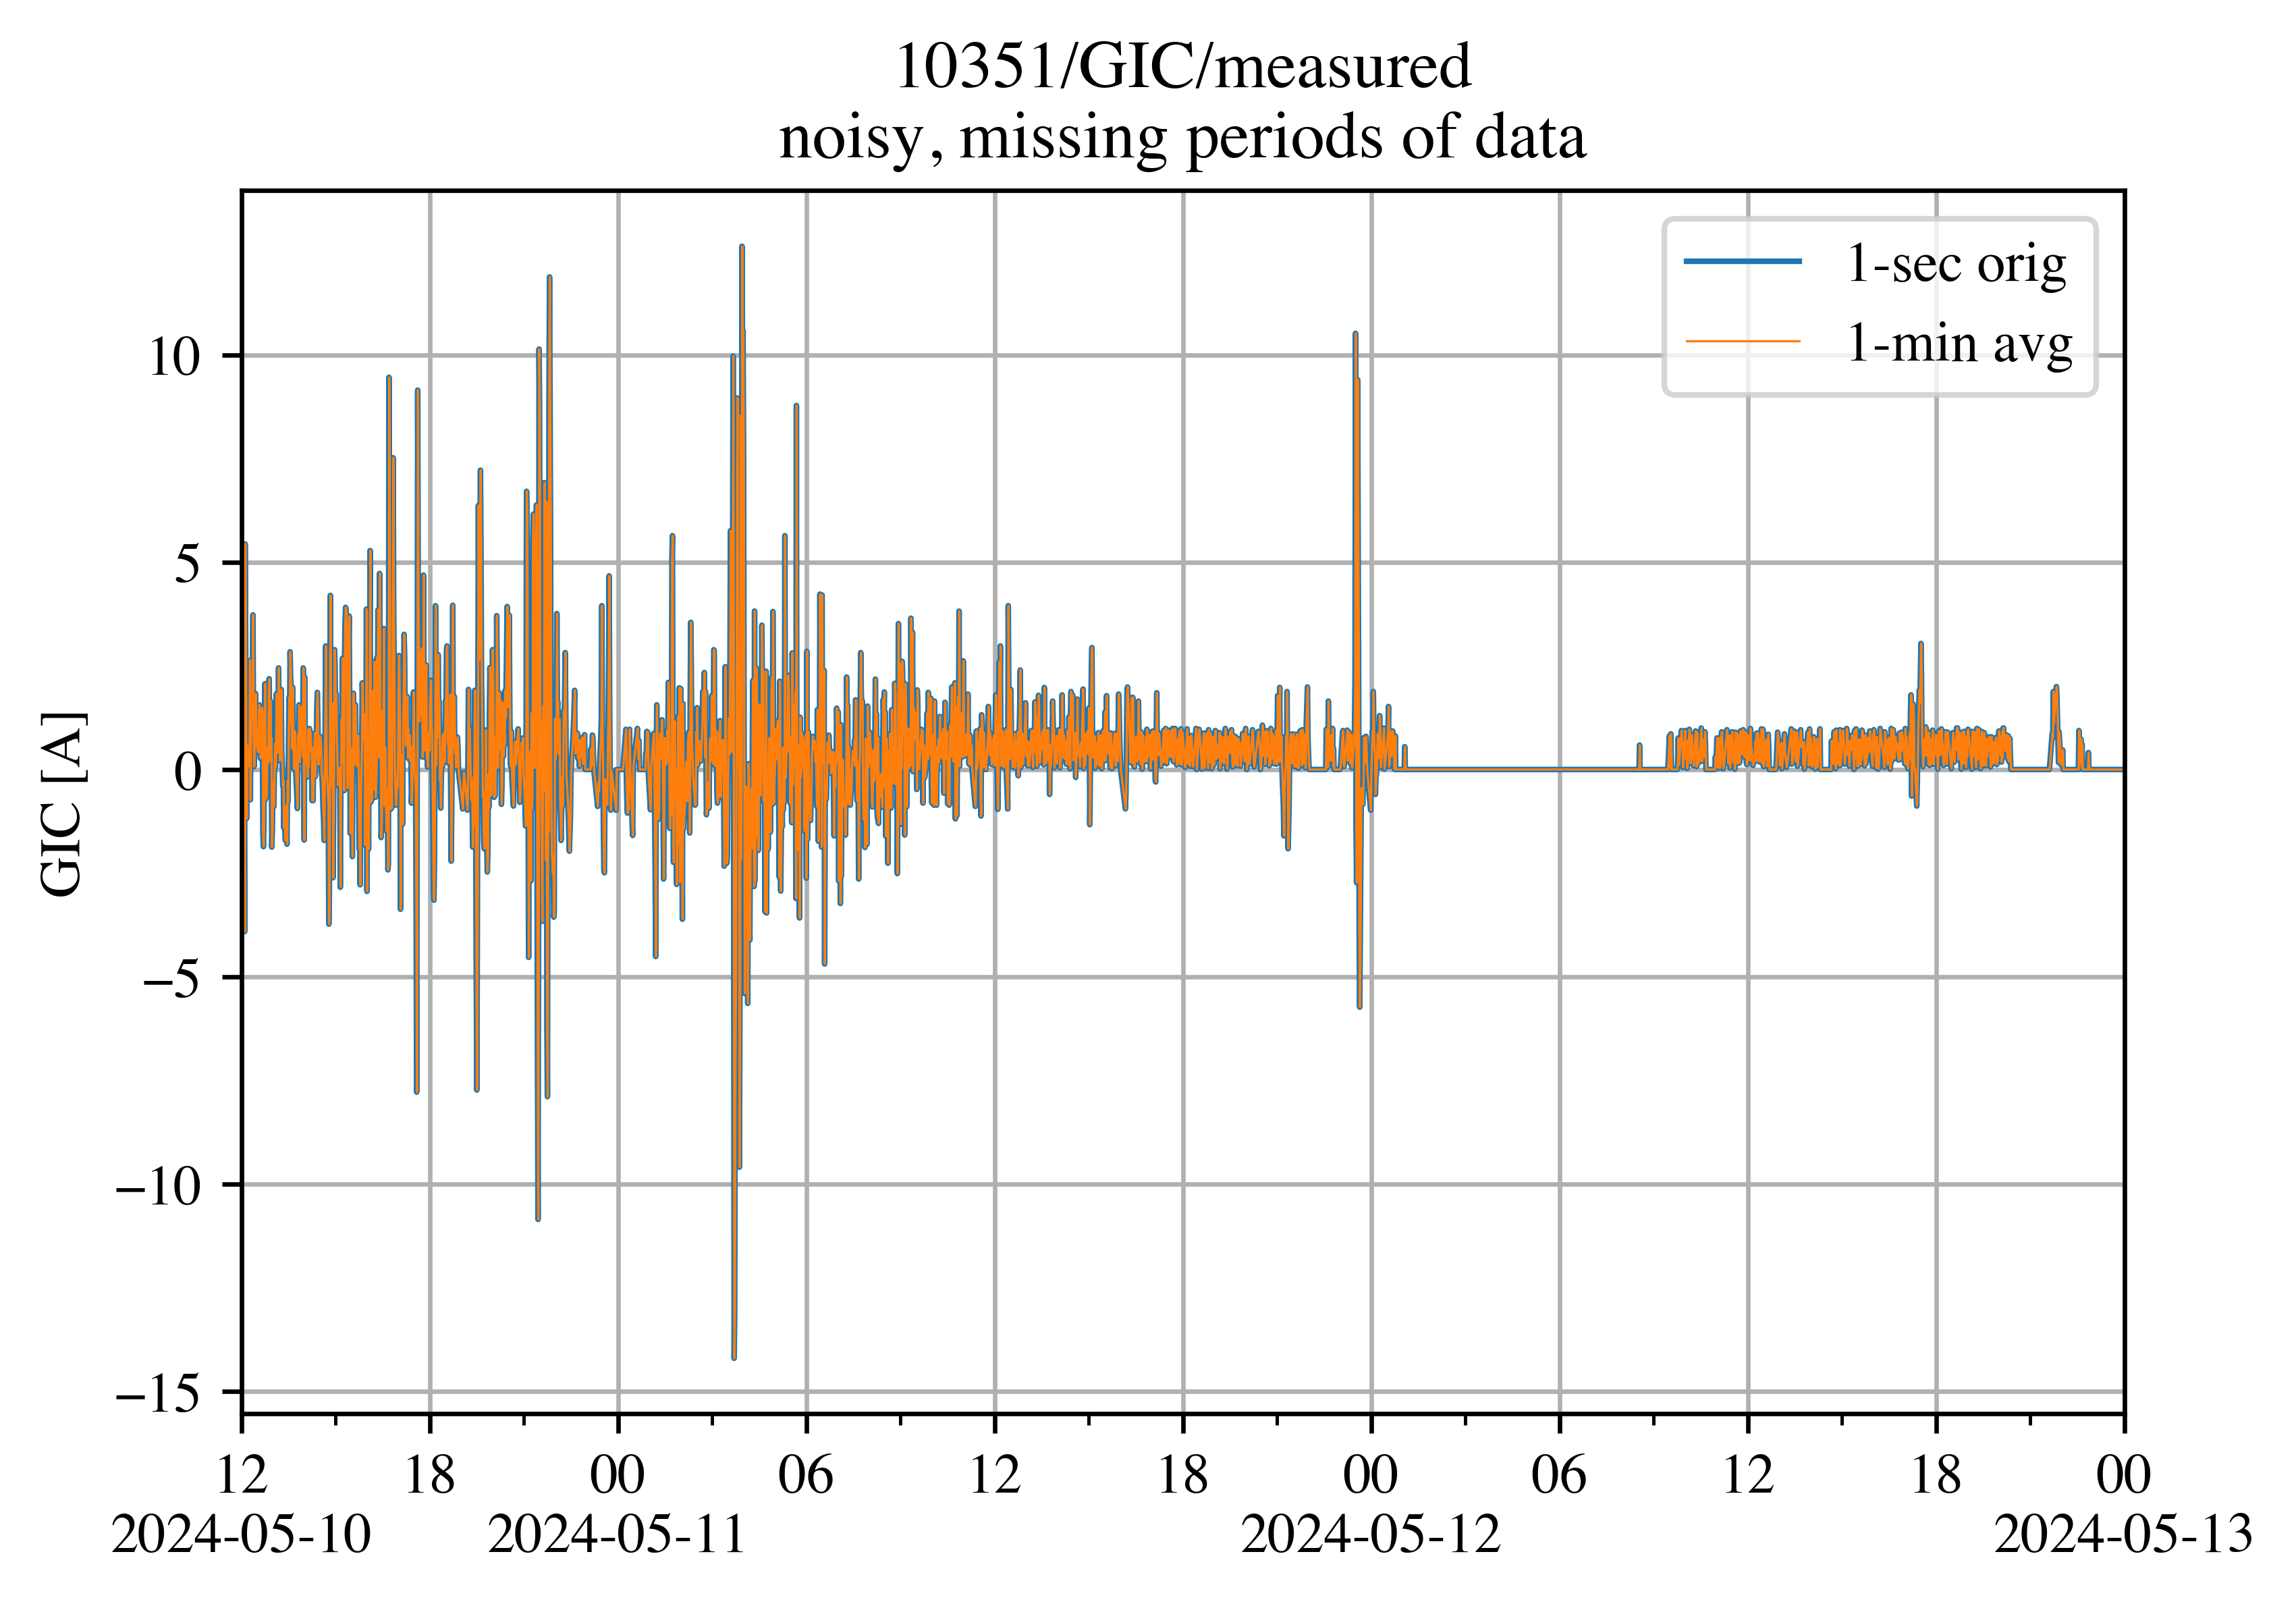 10351/GIC/measured
noisy, missing periods of data
1-sec orig
1-min avg
GIC [A]
10
5
0
−5
−10
−15
12 18 00 06 12 18 00 06 12 18 00
2024-05-10 2024-05-11 2024-05-12 2024-05-13